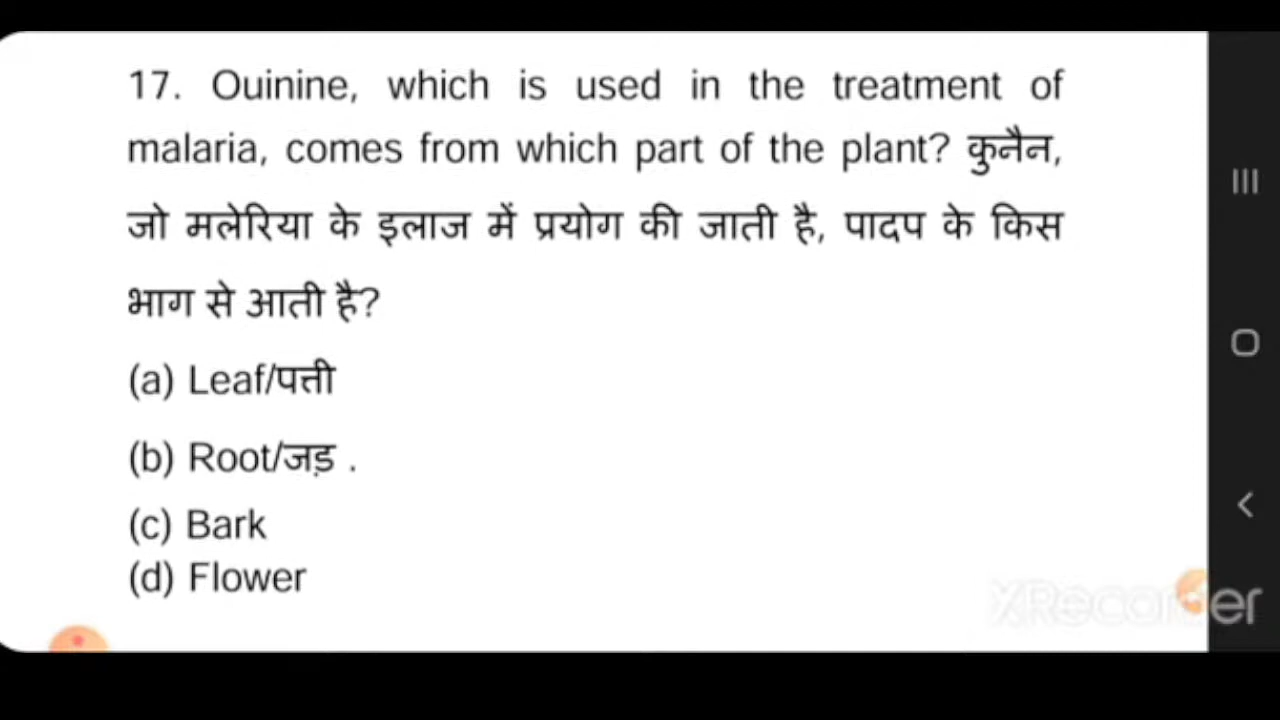 17. Ouinine, which is used in the treatment of
malaria, comes from which part of the plant? कुनैन,
जो मलेरिया के इलाज में प्रयोग की जाती है, पादप के किस
भाग से आती है?
(a) Leaf/पत्ती
(b) Root/जड़ .
(c) Bark
(d) Flower
XRecorder